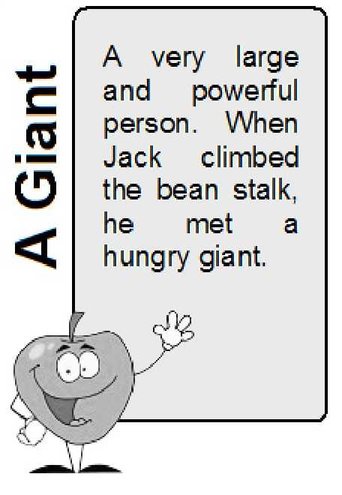 A Giant
A very large
and powerful
person. When
Jack climbed
the bean stalk,
he met a
hungry giant.